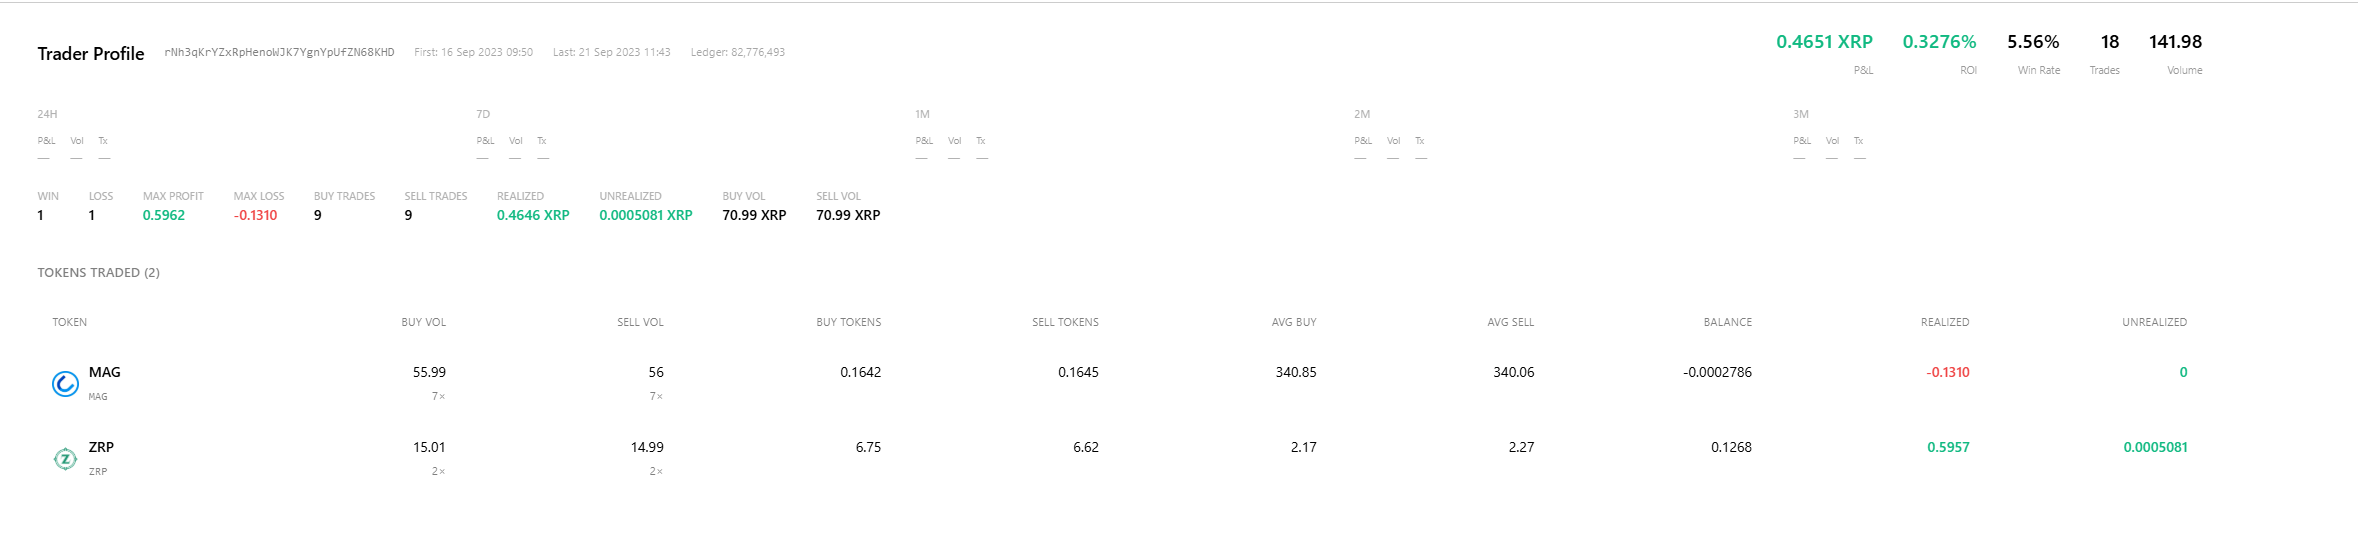 Trader Profile rNh3qKrYZxRpHenoWJK7YgnYpUfZN68KHD First: 16 Sep 2023 09:50 Last: 21 Sep 2023 11:43 Ledger: 82,776,493
0.4651 XRP 0.3276% 5.56% 18 141.98
P&L ROI Win Rate Trades Volume
24H 7D 1M 2M 3M
P&L Vol Tx P&L Vol Tx P&L Vol Tx P&L Vol Tx P&L Vol Tx
— — — — — — — — — — — — — — —
WIN LOSS MAX PROFIT MAX LOSS BUY TRADES SELL TRADES REALIZED UNREALIZED BUY VOL SELL VOL
1 1 0.5962 -0.1310 9 9 0.4646 XRP 0.0005081 XRP 70.99 XRP 70.99 XRP
TOKENS TRADED (2)
TOKEN BUY VOL SELL VOL BUY TOKENS SELL TOKENS AVG BUY AVG SELL BALANCE REALIZED UNREALIZED
MAG 55.99 56 0.1642 0.1645 340.85 340.06 -0.0002786 -0.1310 0
MAG 7× 7×
ZRP 15.01 14.99 6.75 6.62 2.17 2.27 0.1268 0.5957 0.0005081
ZRP 2× 2×